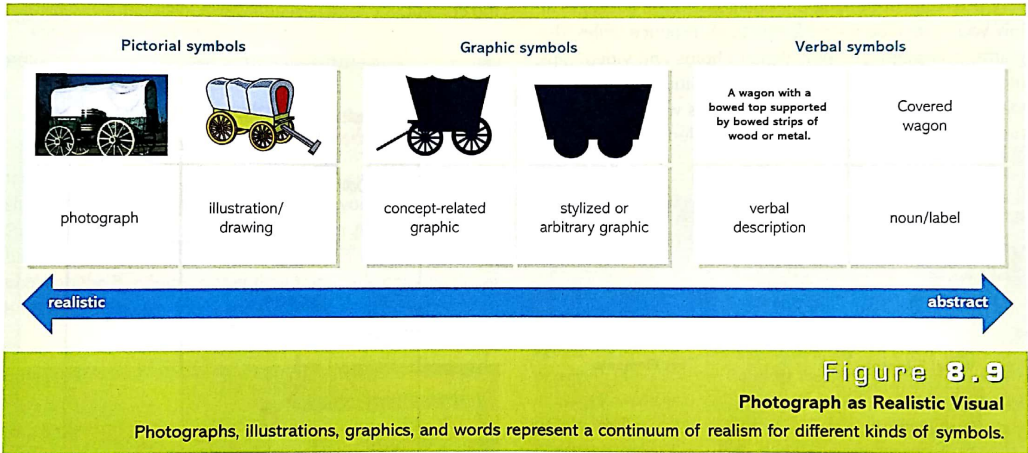 Pictorial symbols
Graphic symbols
Verbal symbols
A wagon with a
bowed top supported
by bowed strips of
wood or metal.
Covered
wagon
photograph
illustration/
drawing
concept-related
graphic
stylized or
arbitrary graphic
verbal
description
noun/label
realistic
abstract
Figure 8.9
Photograph as Realistic Visual
Photographs, illustrations, graphics, and words represent a continuum of realism for different kinds of symbols.